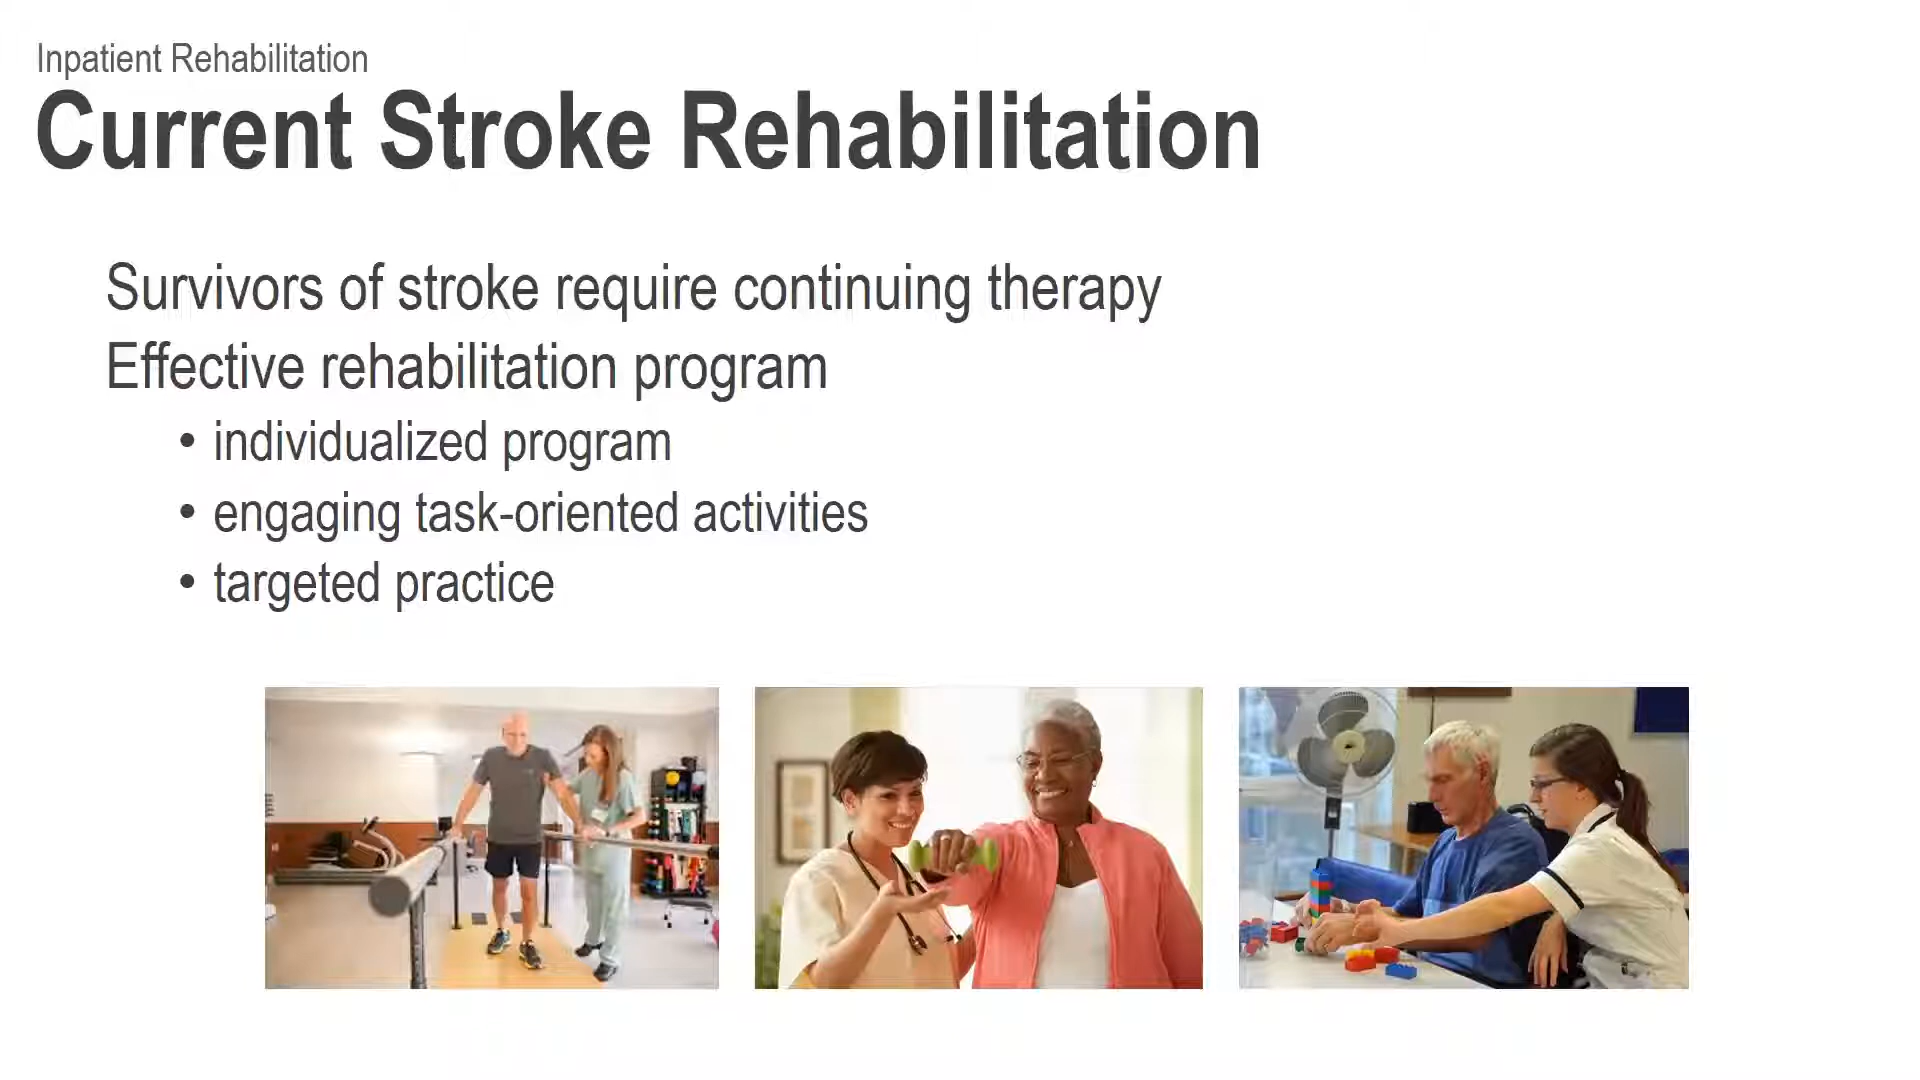 Inpatient Rehabilitation
Current Stroke Rehabilitation
Survivors of stroke require continuing therapy
Effective rehabilitation program
• individualized program
• engaging task-oriented activities
• targeted practice